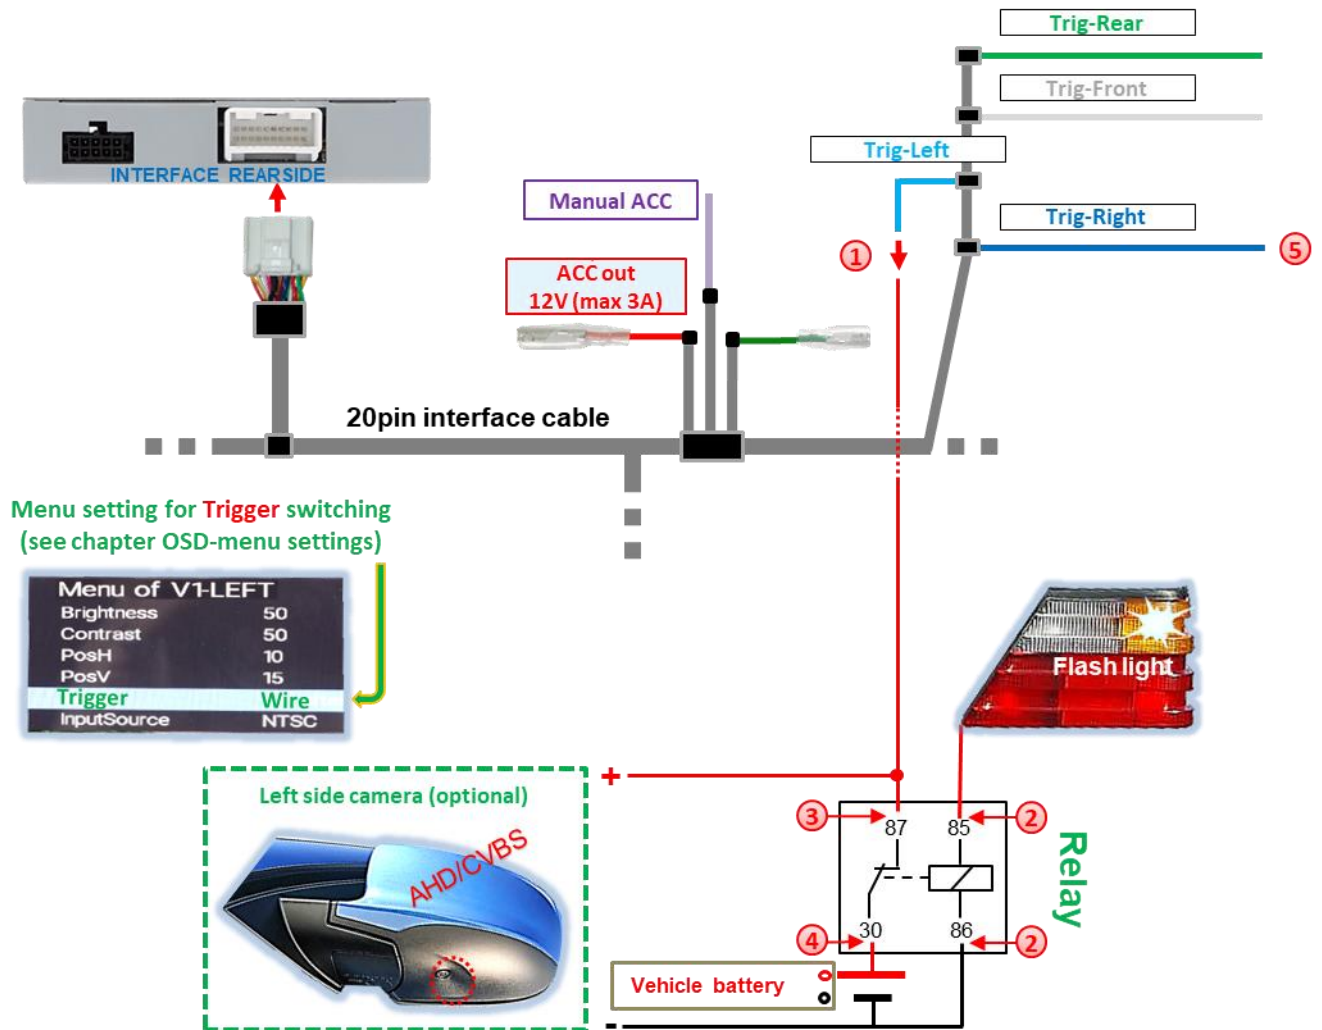 Trig-Rear
Trig-Front
Trig-Left
Trig-Right
INTERFACE REARSIDE
Manual ACC
ACC out
12V (max 3A)
1
5
20pin interface cable
Menu setting for Trigger switching
(see chapter OSD-menu settings)
Menu of V1-LEFT
Brightness 50
Contrast 50
PosH 10
PosV 15
Trigger Wire
InputSource NTSC
Flash light
Left side camera (optional)
AHD/CVBS
+
3
87
85
2
Relay
4
30
86
2
Vehicle battery
-